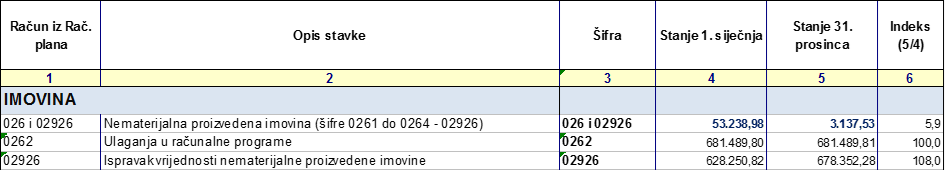 Račun iz Rač. plana Opis stavke Šifra Stanje 1. siječnja Stanje 31. prosinca Indeks (5/4)
1 2 3 4 5 6
IMOVINA
026 i 02926 Nematerijalna proizvedena imovina (šifre 0261 do 0264 - 02926) 026 i 02926 53.238,98 3.137,53 5,9
0262 Ulaganja u računalne programe 0262 681.489,80 681.489,81 100,0
02926 Ispravak vrijednosti nematerijalne proizvedene imovine 02926 628.250,82 678.352,28 108,0